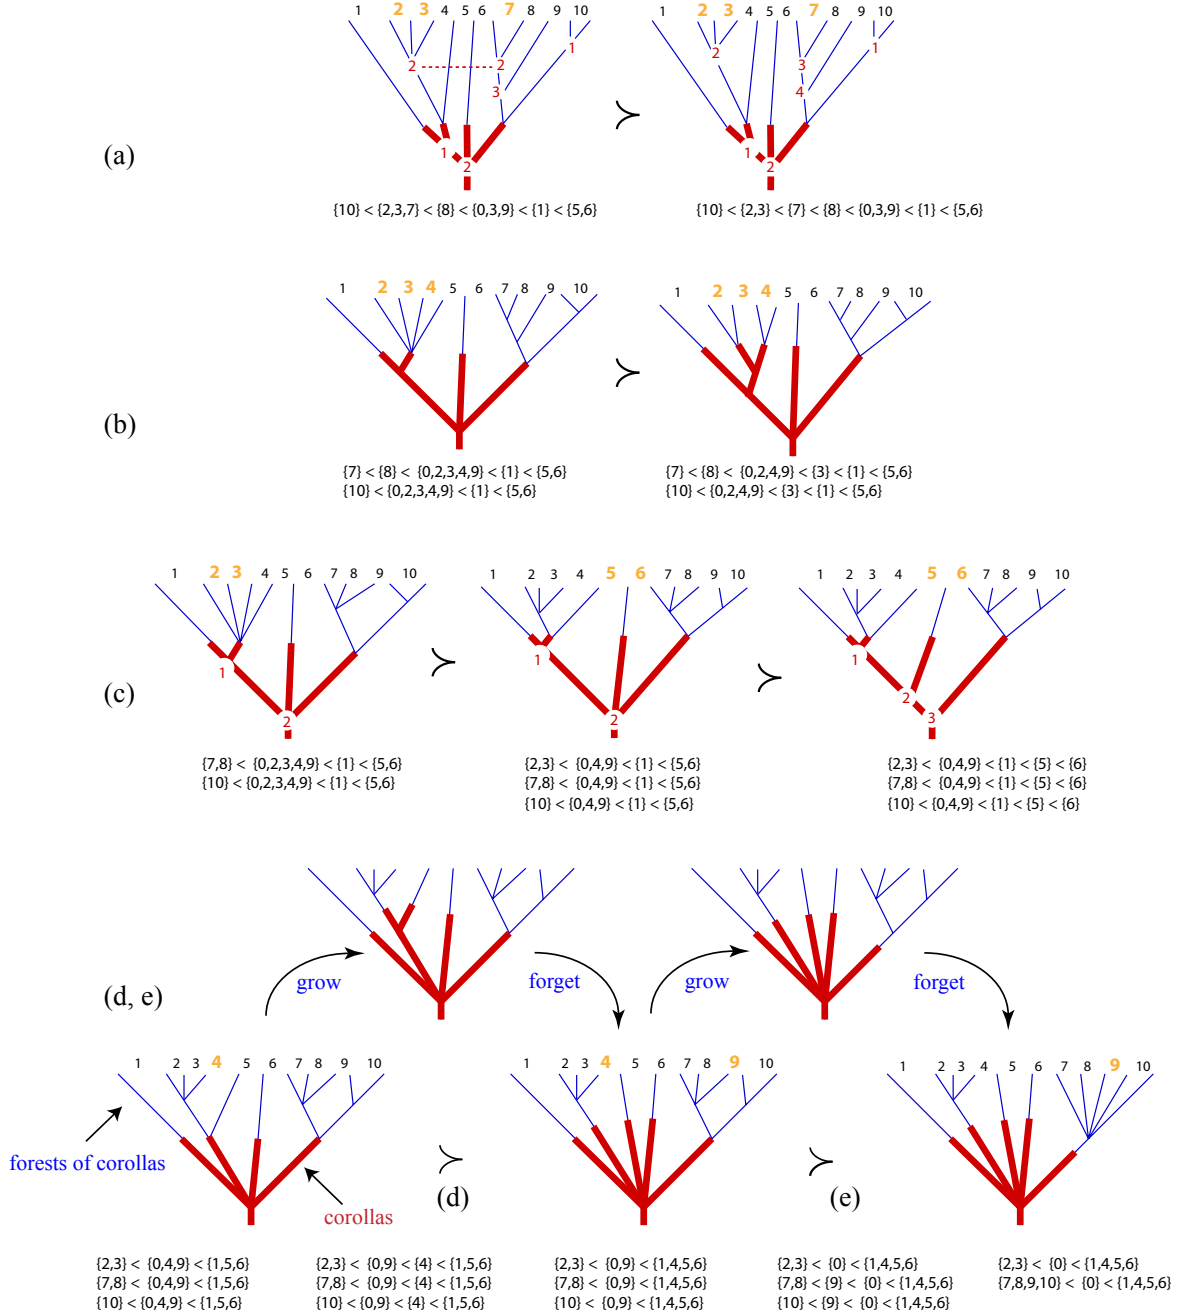 1 2 3 4 5 6 7 8 9 10
1 2 3 4 5 6 7 8 9 10
2 2 1
2 3 1
3
4
1
1
2
2
(a)
{10} < {2,3,7} < {8} < {0,3,9} < {1} < {5,6}
{10} < {2,3} < {7} < {8} < {0,3,9} < {1} < {5,6}
1 2 3 4 5 6 7 8 9 10
1 2 3 4 5 6 7 8 9 10
(b)
{7} < {8} < {0,2,3,4,9} < {1} < {5,6}
{10} < {0,2,3,4,9} < {1} < {5,6}
{7} < {8} < {0,2,4,9} < {3} < {1} < {5,6}
{10} < {0,2,4,9} < {3} < {1} < {5,6}
1 2 3 4 5 6 7 8 9 10
1 2 3 4 5 6 7 8 9 10
1 2 3 4 5 6 7 8 9 10
1
1
1
2
2
2
3
(c)
{7,8} < {0,2,3,4,9} < {1} < {5,6}
{10} < {0,2,3,4,9} < {1} < {5,6}
{2,3} < {0,4,9} < {1} < {5,6}
{7,8} < {0,4,9} < {1} < {5,6}
{10} < {0,4,9} < {1} < {5,6}
{2,3} < {0,4,9} < {1} < {5} < {6}
{7,8} < {0,4,9} < {1} < {5} < {6}
{10} < {0,4,9} < {1} < {5} < {6}
grow
forget
grow
forget
(d, e)
1 2 3 4 5 6 7 8 9 10
1 2 3 4 5 6 7 8 9 10
1 2 3 4 5 6 7 8 9 10
forests of corollas
corollas
(d)
(e)
{2,3} < {0,4,9} < {1,5,6}
{7,8} < {0,4,9} < {1,5,6}
{10} < {0,4,9} < {1,5,6}
{2,3} < {0,9} < {4} < {1,5,6}
{7,8} < {0,9} < {4} < {1,5,6}
{10} < {0,9} < {4} < {1,5,6}
{2,3} < {0,9} < {1,4,5,6}
{7,8} < {0,9} < {1,4,5,6}
{10} < {0,9} < {1,4,5,6}
{2,3} < {0} < {1,4,5,6}
{7,8} < {9} < {0} < {1,4,5,6}
{10} < {9} < {0} < {1,4,5,6}
{2,3} < {0} < {1,4,5,6}
{7,8,9,10} < {0} < {1,4,5,6}